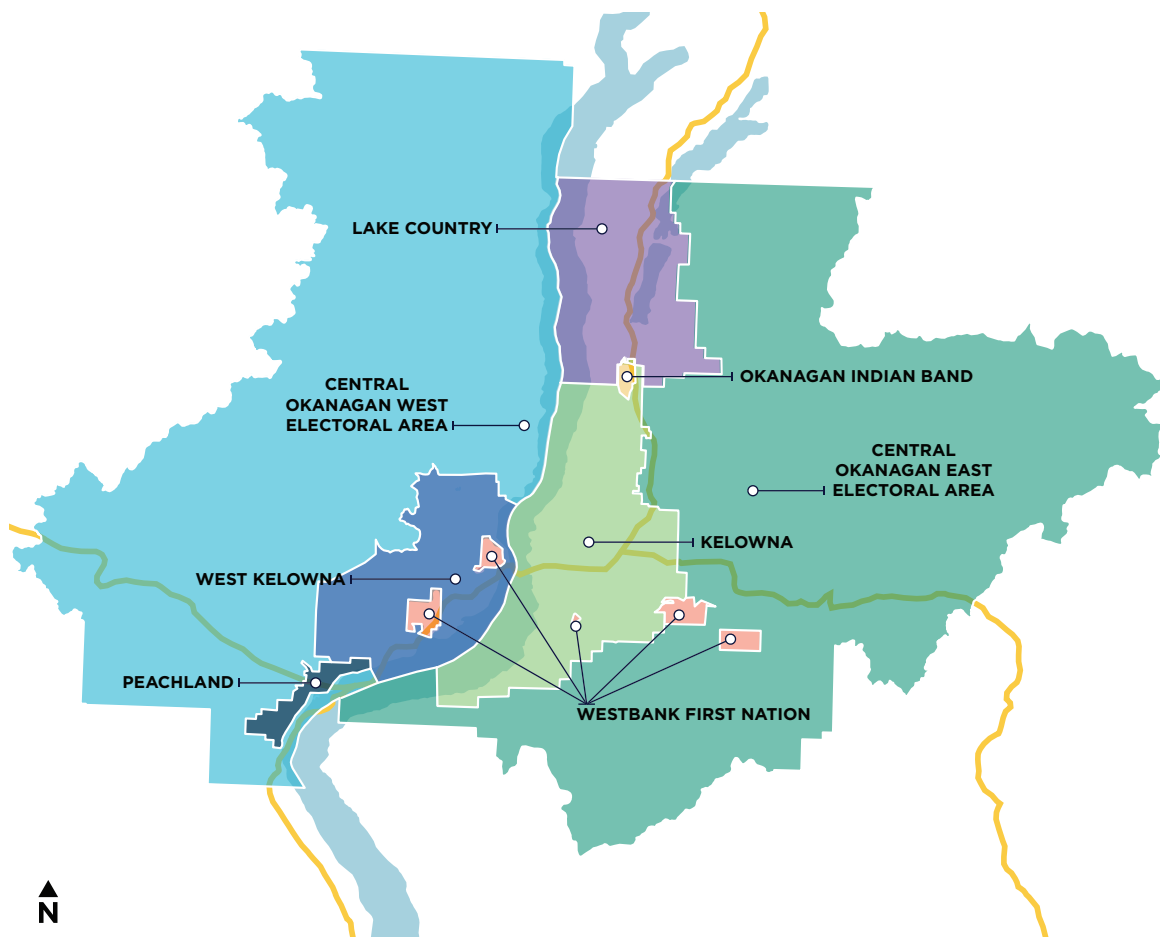 LAKE COUNTRY
OKANAGAN INDIAN BAND
CENTRAL
OKANAGAN WEST
ELECTORAL AREA
CENTRAL
OKANAGAN EAST
ELECTORAL AREA
KELOWNA
WEST KELOWNA
PEACHLAND
WESTBANK FIRST NATION
N